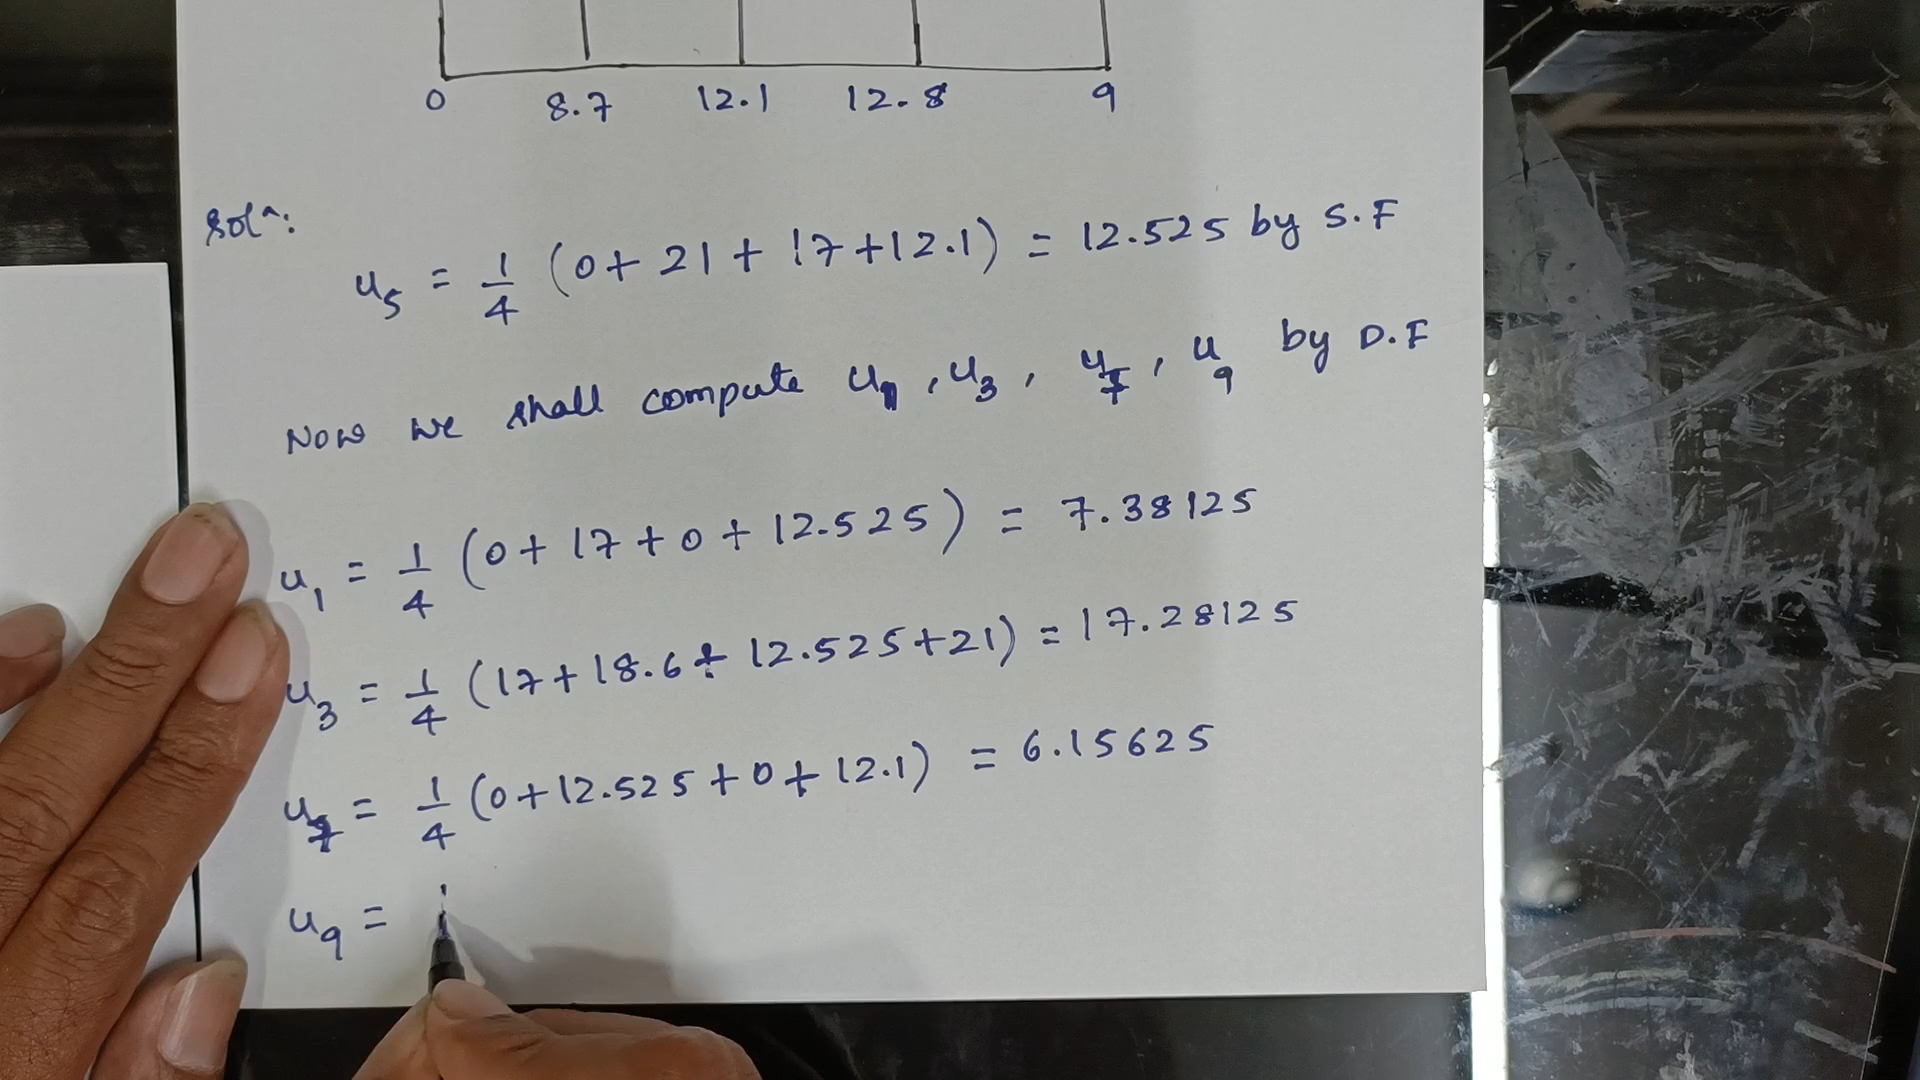 0 8.7 12.1 12.8 9
Solⁿ:
u₅ = 1/4 (0 + 21 + 17 + 12.1) = 12.525 by S.F
Now we shall compute u₁, u₃, u₇, u₉ by D.F
u₁ = 1/4 (0 + 17 + 0 + 12.525) = 7.38125
u₃ = 1/4 (17 + 18.6 + 12.525 + 21) = 17.28125
u₇ = 1/4 (0 + 12.525 + 0 + 12.1) = 6.15625
u₉ =